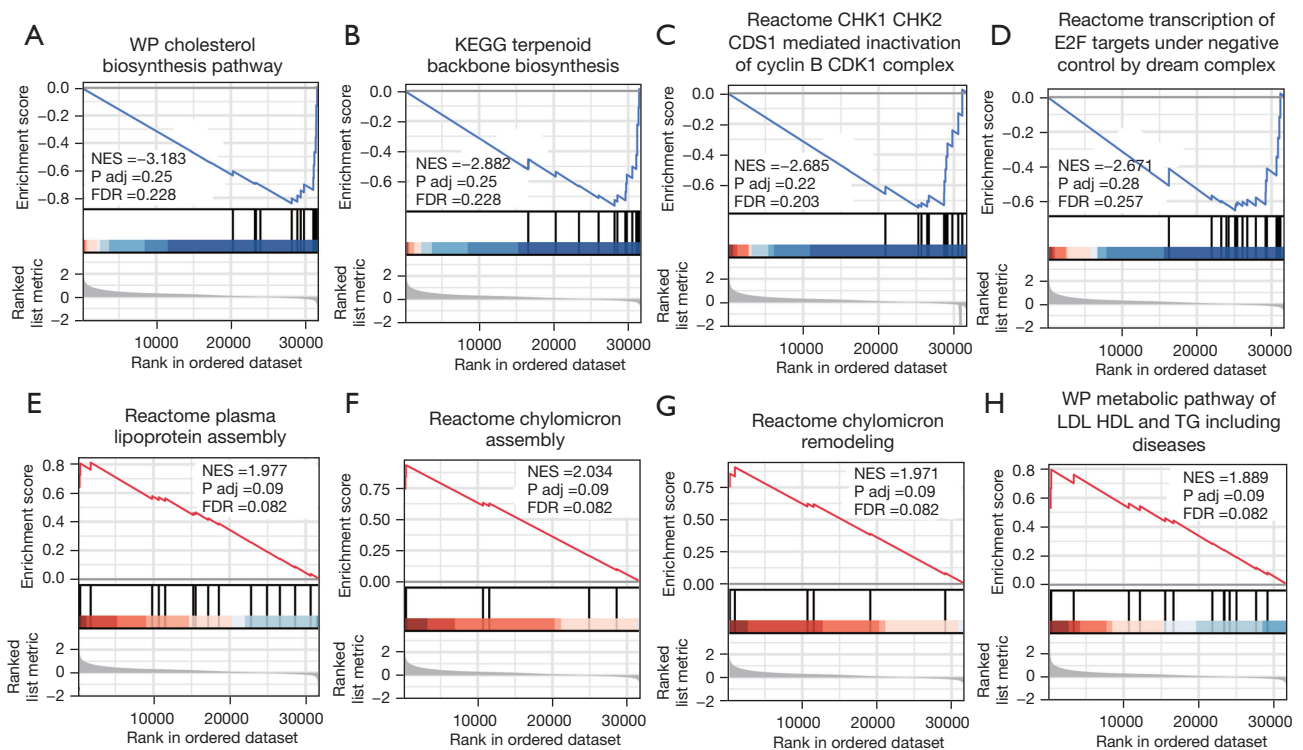 A
WP cholesterol
biosynthesis pathway
Enrichment score
0.0
−0.2
−0.4
−0.6
−0.8
NES =−3.183
P adj =0.25
FDR =0.228
Ranked
list metric
2
0
−2
10000
20000
30000
Rank in ordered dataset
B
KEGG terpenoid
backbone biosynthesis
Enrichment score
0.0
−0.2
−0.4
−0.6
NES =−2.882
P adj =0.25
FDR =0.228
Ranked
list metric
2
0
−2
10000
20000
30000
Rank in ordered dataset
C
Reactome CHK1 CHK2
CDS1 mediated inactivation
of cyclin B CDK1 complex
Enrichment score
0.0
−0.2
−0.4
−0.6
NES =−2.685
P adj =0.22
FDR =0.203
Ranked
list metric
2
0
−2
10000
20000
30000
Rank in ordered dataset
D
Reactome transcription of
E2F targets under negative
control by dream complex
Enrichment score
0.0
−0.2
−0.4
−0.6
NES =−2.671
P adj =0.28
FDR =0.257
Ranked
list metric
2
0
−2
10000
20000
30000
Rank in ordered dataset
E
Reactome plasma
lipoprotein assembly
Enrichment score
0.8
0.6
0.4
0.2
0.0
NES =1.977
P adj =0.09
FDR =0.082
Ranked
list metric
2
0
−2
10000
20000
30000
Rank in ordered dataset
F
Reactome chylomicron
assembly
Enrichment score
0.75
0.50
0.25
0.00
NES =2.034
P adj =0.09
FDR =0.082
Ranked
list metric
2
0
−2
10000
20000
30000
Rank in ordered dataset
G
Reactome chylomicron
remodeling
Enrichment score
0.75
0.50
0.25
0.00
NES =1.971
P adj =0.09
FDR =0.082
Ranked
list metric
2
0
−2
10000
20000
30000
Rank in ordered dataset
H
WP metabolic pathway of
LDL HDL and TG including
diseases
Enrichment score
0.8
0.6
0.4
0.2
0.0
NES =1.889
P adj =0.09
FDR =0.082
Ranked
list metric
2
0
−2
10000
20000
30000
Rank in ordered dataset